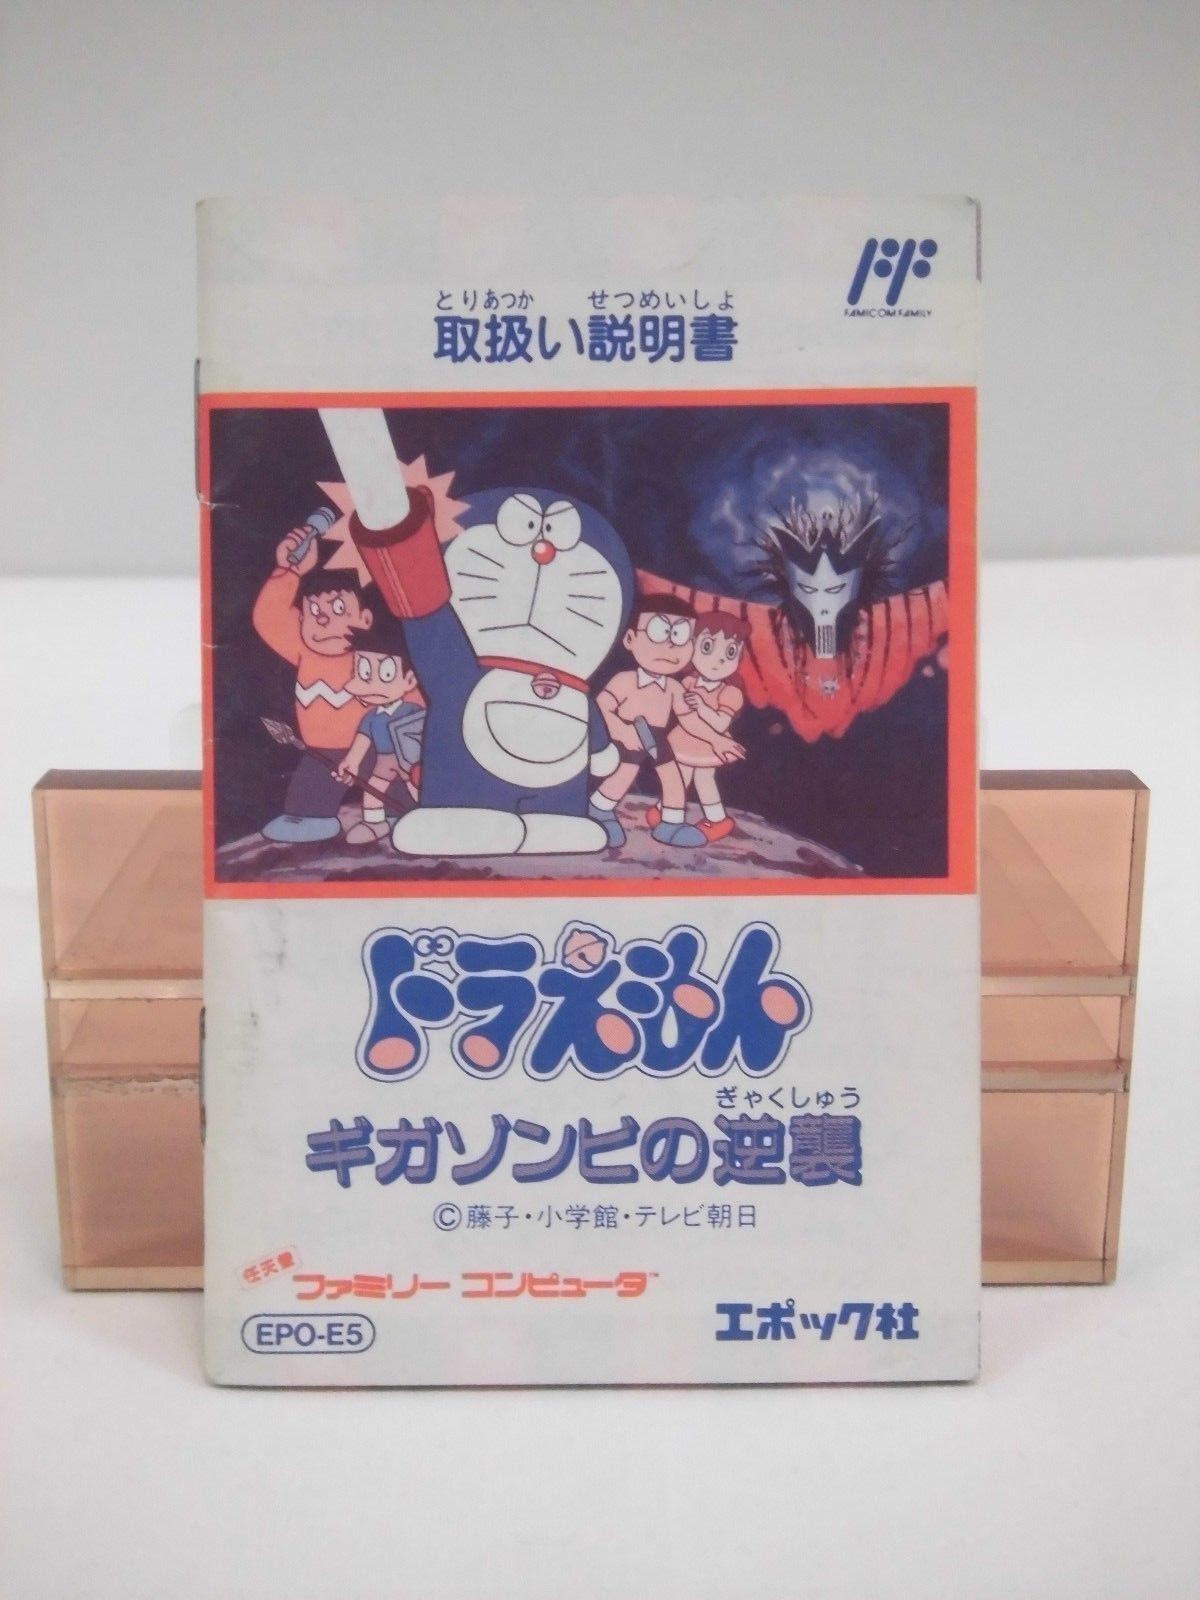 FAMICOM FAMILY
とりあつか せつめいしょ
取扱い説明書
ドラえもん
ぎゃくしゅう
ギガゾンビの逆襲
©藤子・小学館・テレビ朝日
任天堂
ファミリー コンピュータ™
EPO-E5
エポック社